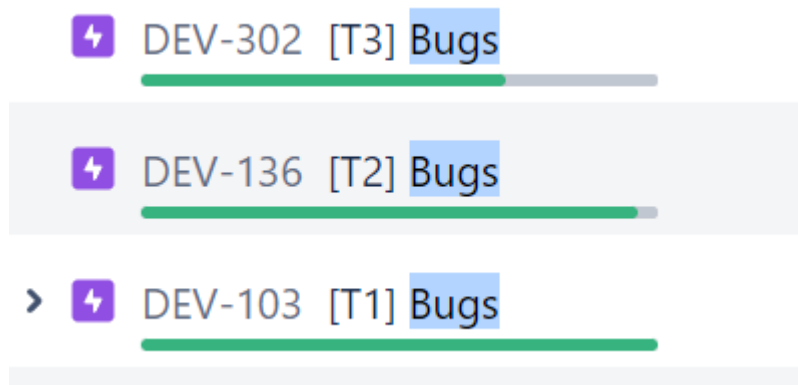 DEV-302 [T3] Bugs
DEV-136 [T2] Bugs
DEV-103 [T1] Bugs